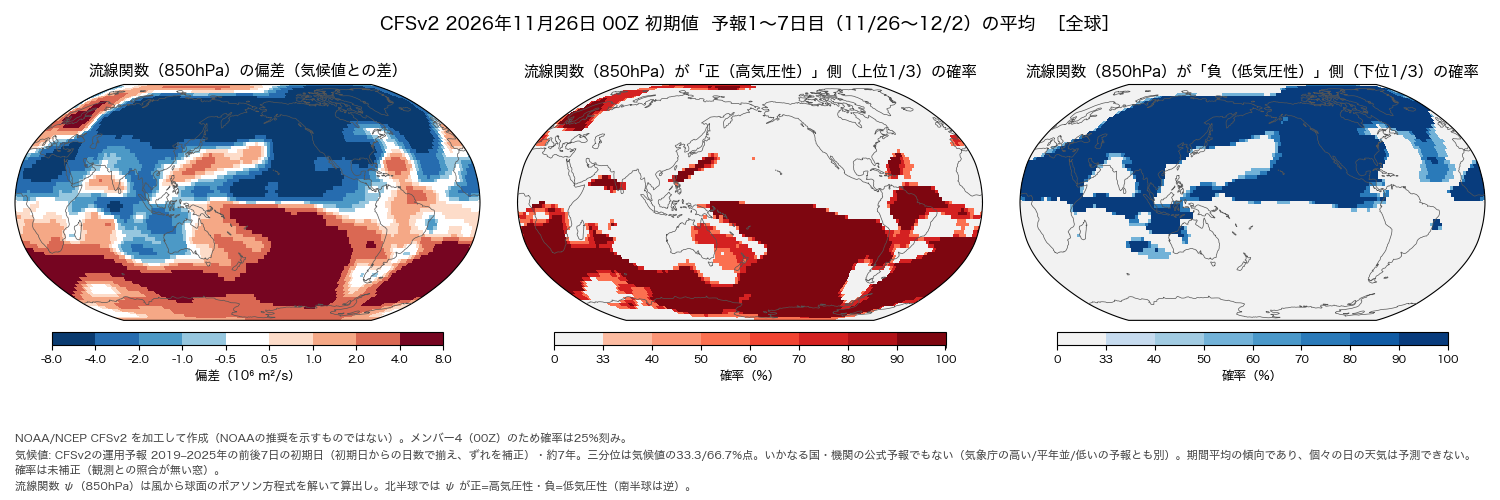 CFSv2 2026年11月26日 00Z 初期値 予報1〜7日目（11/26〜12/2）の平均 ［全球］
流線関数（850hPa）の偏差（気候値との差）
流線関数（850hPa）が「正（高気圧性）」側（上位1/3）の確率
流線関数（850hPa）が「負（低気圧性）」側（下位1/3）の確率
-8.0 -4.0 -2.0 -1.0 -0.5 0.5 1.0 2.0 4.0 8.0
偏差（10⁶ m²/s）
0 33 40 50 60 70 80 90 100
確率（%）
0 33 40 50 60 70 80 90 100
確率（%）
NOAA/NCEP CFSv2 を加工して作成（NOAAの推奨を示すものではない）。メンバー4（00Z）のため確率は25%刻み。
気候値: CFSv2の運用予報 2019–2025年の前後7日の初期日（初期日からの日数で揃え、ずれを補正）・約7年。三分位は気候値の33.3/66.7%点。いかなる国・機関の公式予報でもない（気象庁の高い/平年並/低いの予報とも別）。期間平均の傾向であり、個々の日の天気は予測できない。
確率は未補正（観測との照合が無い窓）。
流線関数 ψ（850hPa）は風から球面のポアソン方程式を解いて算出し。北半球では ψ が正=高気圧性・負=低気圧性（南半球は逆）。